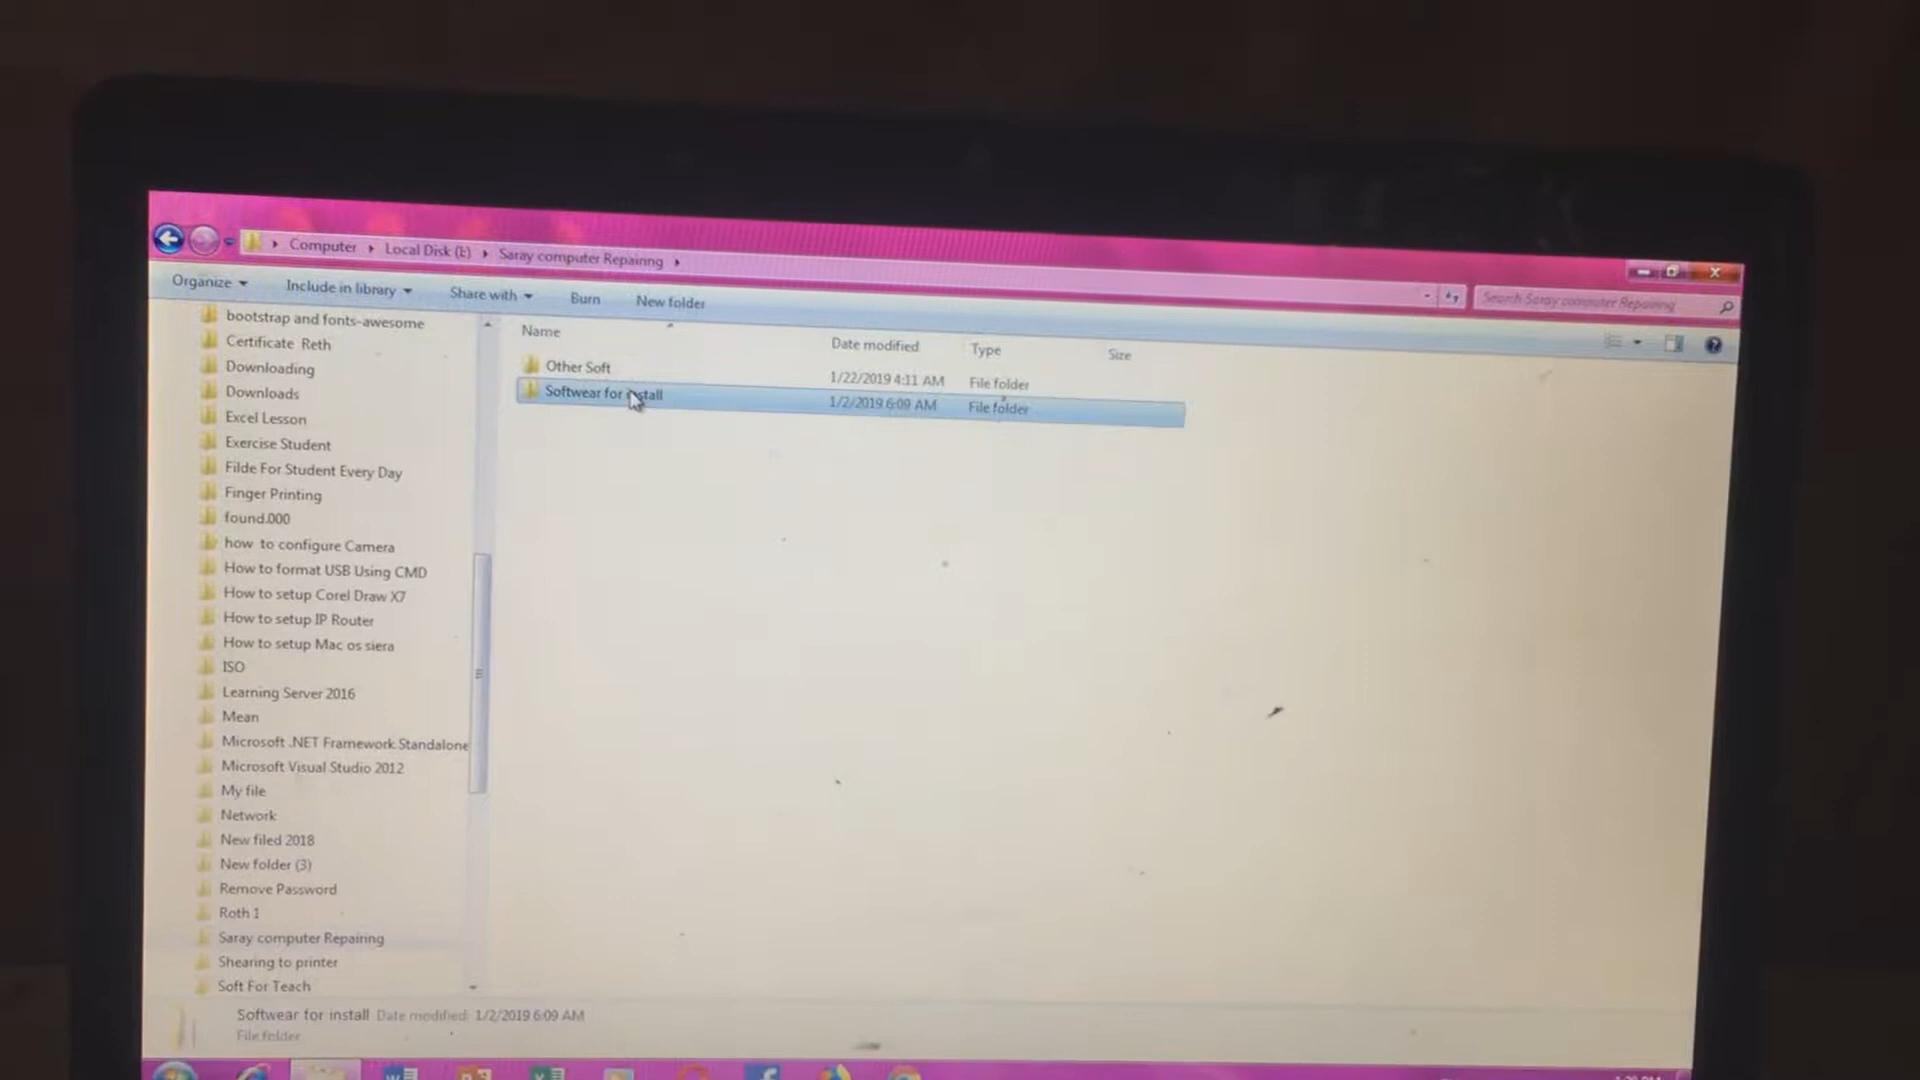 Computer Local Disk (E:) Saray computer Repairing
Search Saray computer Repairing
Organize Include in library Share with Burn New folder
Name Date modified Type Size
Other Soft 1/22/2019 4:11 AM File folder
Softwear for install 1/2/2019 6:09 AM File folder
bootstrap and fonts-awesome
Certificate Reth
Downloading
Downloads
Excel Lesson
Exercise Student
Filde For Student Every Day
Finger Printing
found.000
how to configure Camera
How to format USB Using CMD
How to setup Corel Draw X7
How to setup IP Router
How to setup Mac os siera
ISO
Learning Server 2016
Mean
Microsoft .NET Framework Standalone
Microsoft Visual Studio 2012
My file
Network
New filed 2018
New folder (3)
Remove Password
Roth 1
Saray computer Repairing
Shearing to printer
Soft For Teach
Softwear for install Date modified: 1/2/2019 6:09 AM
File folder